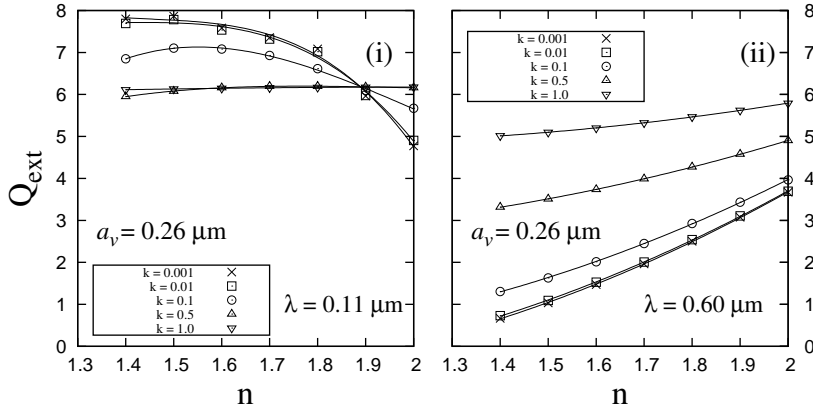 Q_ext
8
7
6
5
4
3
2
1
0
(i)
a_v = 0.26 μm
k = 0.001
k = 0.01
k = 0.1
k = 0.5
k = 1.0
λ = 0.11 μm
1.3 1.4 1.5 1.6 1.7 1.8 1.9 2
n
(ii)
k = 0.001
k = 0.01
k = 0.1
k = 0.5
k = 1.0
a_v = 0.26 μm
λ = 0.60 μm
8
7
6
5
4
3
2
1
0
1.3 1.4 1.5 1.6 1.7 1.8 1.9 2
n